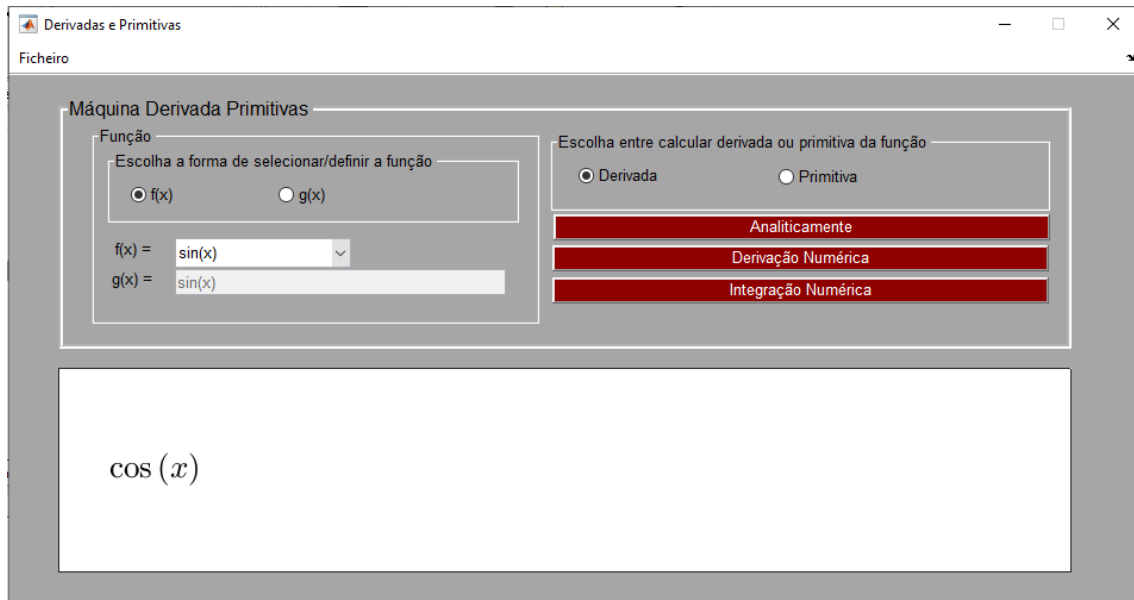 Derivadas e Primitivas
Ficheiro
Máquina Derivada Primitivas
Função
Escolha a forma de selecionar/definir a função
f(x)
g(x)
f(x) =
sin(x)
g(x) =
sin(x)
Escolha entre calcular derivada ou primitiva da função
Derivada
Primitiva
Analiticamente
Derivação Numérica
Integração Numérica
cos (x)